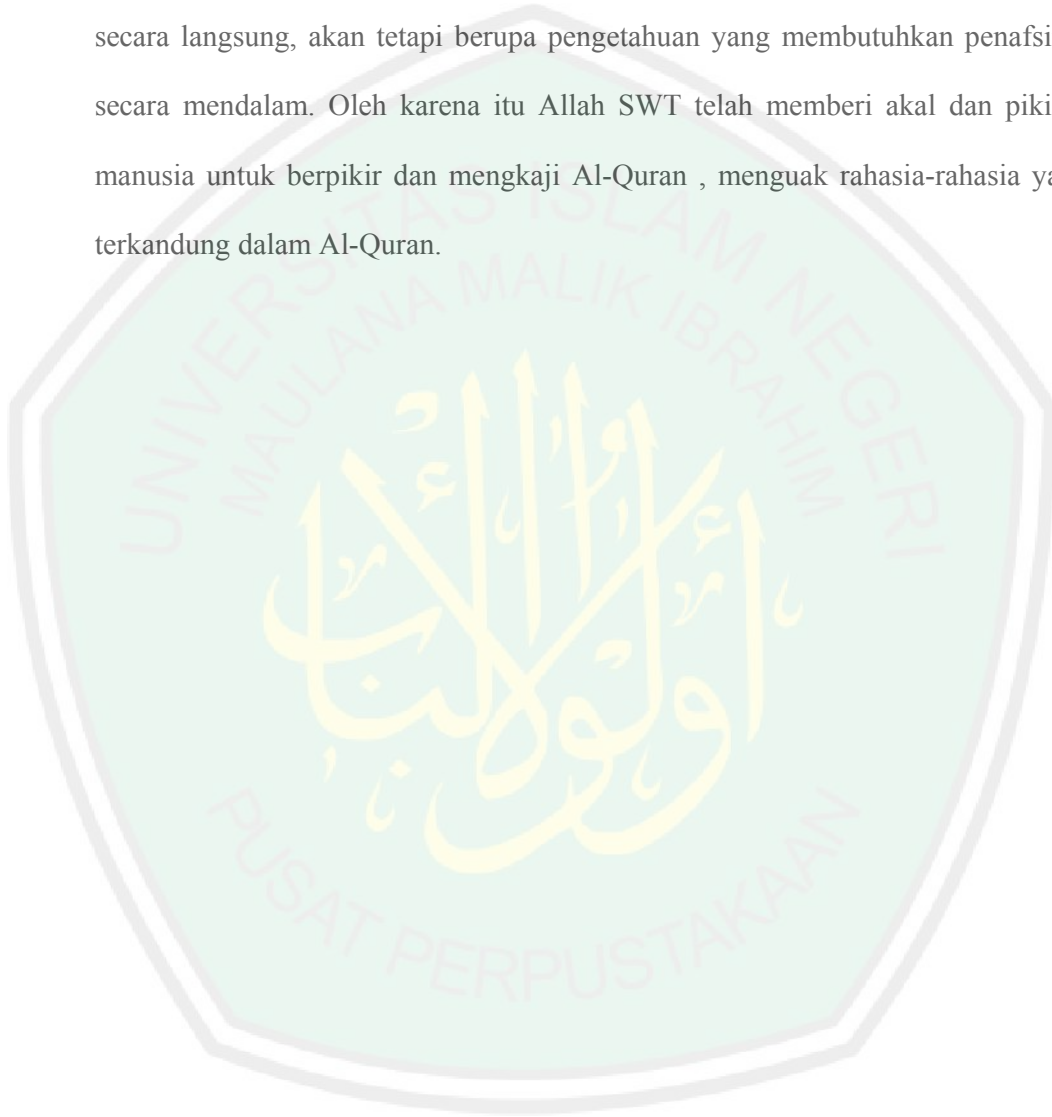 secara langsung, akan tetapi berupa pengetahuan yang membutuhkan penafsi
secara mendalam. Oleh karena itu Allah SWT telah memberi akal dan piki
manusia untuk berpikir dan mengkaji Al-Quran , menguak rahasia-rahasia ya
terkandung dalam Al-Quran.
UNIVERSITAS ISLAM NEGERI
MAULANA MALIK IBRAHIM
أولوا الألباب
PUSAT PERPUSTAKAAN